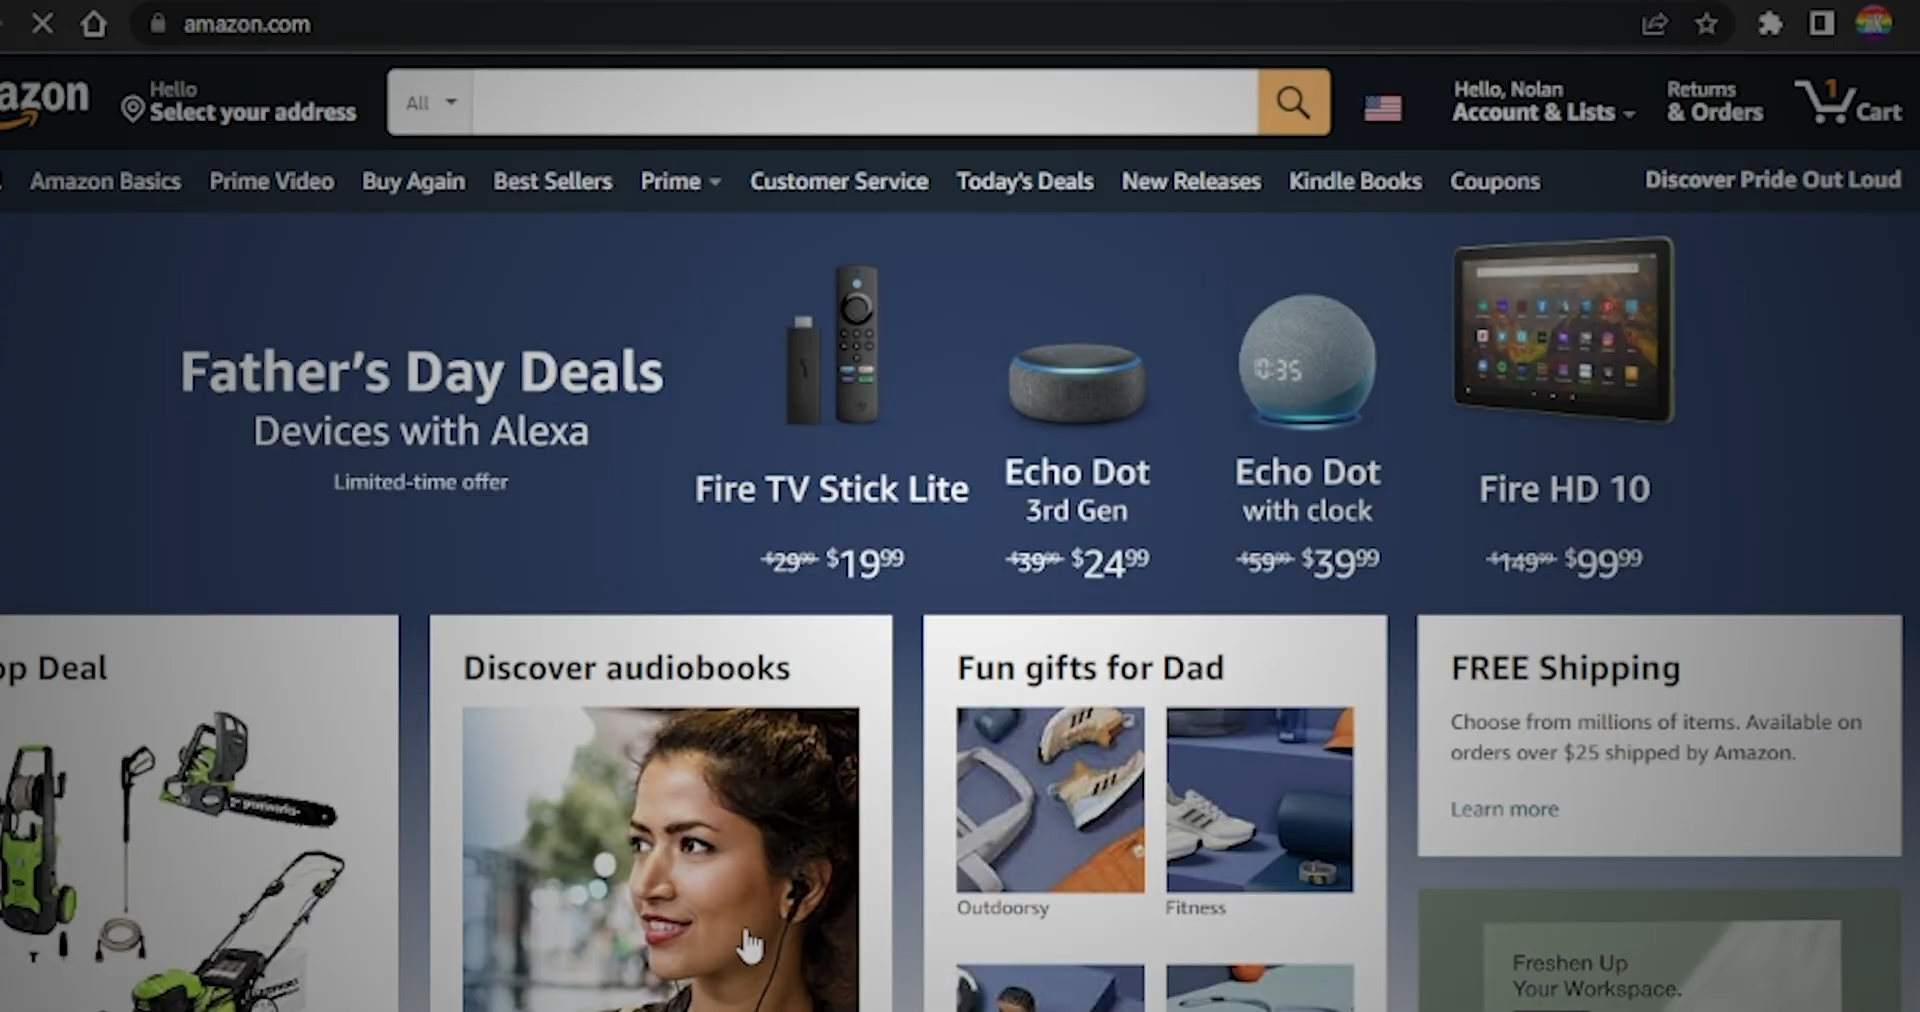 amazon.com
azon
Hello
Select your address
All
Hello, Nolan
Account & Lists
Returns
& Orders
1
Cart
Amazon Basics
Prime Video
Buy Again
Best Sellers
Prime
Customer Service
Today's Deals
New Releases
Kindle Books
Coupons
Discover Pride Out Loud
Father's Day Deals
Devices with Alexa
Limited-time offer
10:35
Fire TV Stick Lite
$29.99 $19.99
Echo Dot
3rd Gen
$39.99 $24.99
Echo Dot
with clock
$59.99 $39.99
Fire HD 10
$149.99 $99.99
op Deal
greenworks
Discover audiobooks
Fun gifts for Dad
Outdoorsy
Fitness
FREE Shipping
Choose from millions of items. Available on
orders over $25 shipped by Amazon.
Learn more
Freshen Up
Your Workspace.